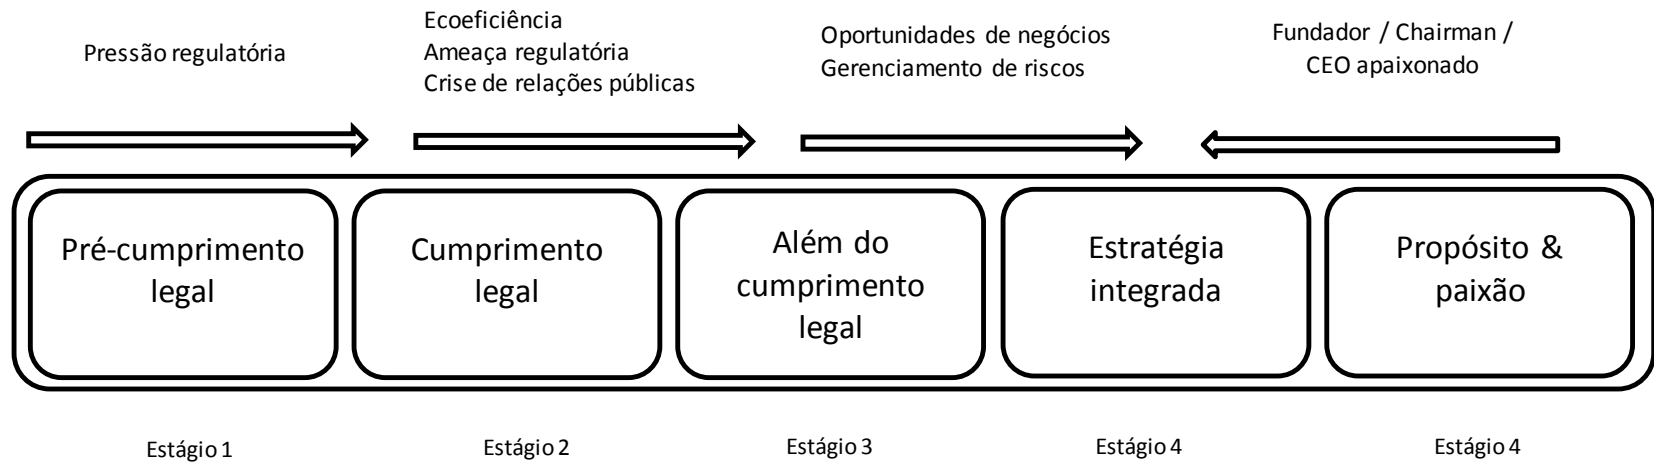 Pressão regulatória
Ecoeficiência
Ameaça regulatória
Crise de relações públicas
Oportunidades de negócios
Gerenciamento de riscos
Fundador / Chairman /
CEO apaixonado
Pré-cumprimento
legal
Cumprimento
legal
Além do
cumprimento
legal
Estratégia
integrada
Propósito &
paixão
Estágio 1
Estágio 2
Estágio 3
Estágio 4
Estágio 4